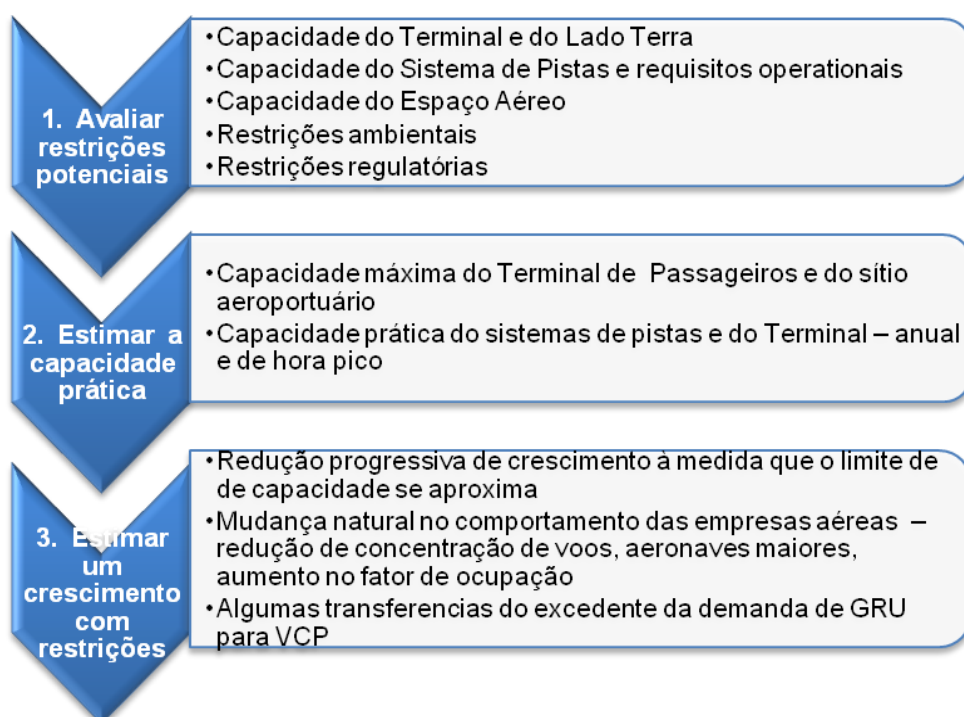 1. Avaliar
restrições
potenciais
•Capacidade do Terminal e do Lado Terra
•Capacidade do Sistema de Pistas e requisitos operationais
•Capacidade do Espaço Aéreo
•Restrições ambientais
•Restrições regulatórias
2. Estimar a
capacidade
prática
•Capacidade máxima do Terminal de Passageiros e do sítio
aeroportuário
•Capacidade prática do sistemas de pistas e do Terminal – anual
e de hora pico
3. Estimar
um
crescimento
com
restrições
•Redução progressiva de crescimento à medida que o limite de
de capacidade se aproxima
•Mudança natural no comportamento das empresas aéreas –
redução de concentração de voos, aeronaves maiores,
aumento no fator de ocupação
•Algumas transferencias do excedente da demanda de GRU
para VCP